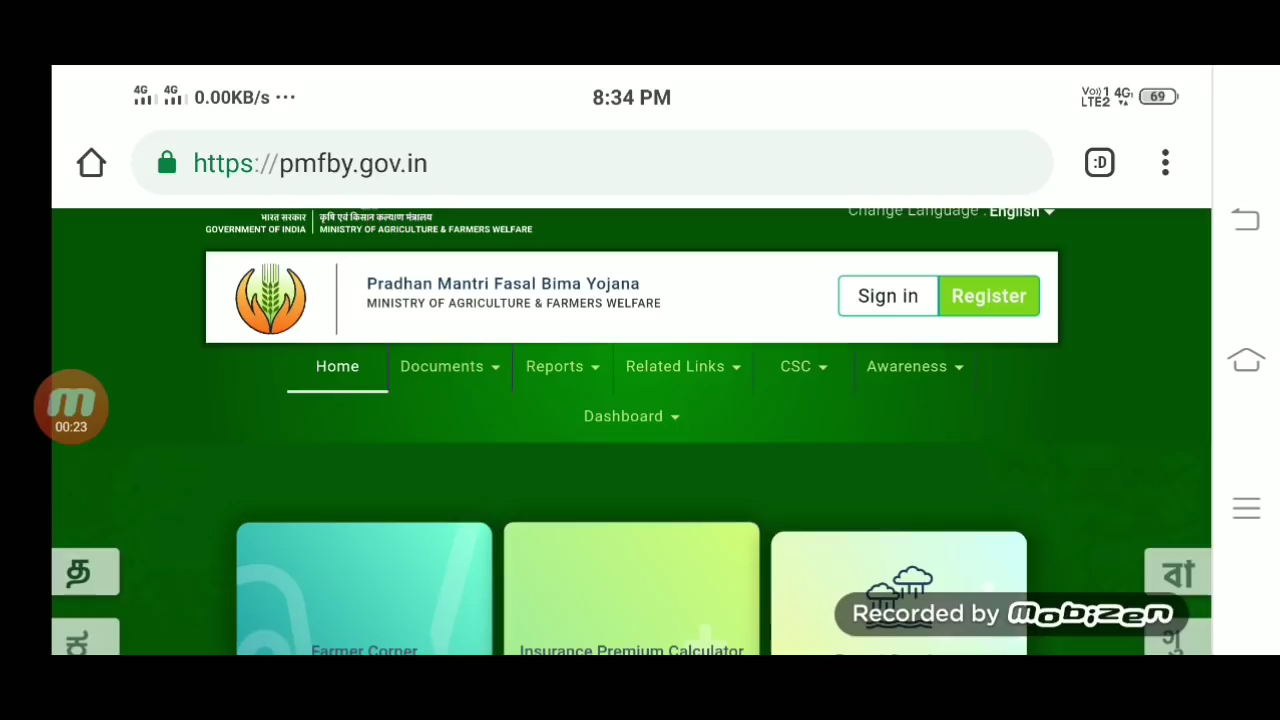 4G 4G 0.00KB/s ... 8:34 PM Vo)) 1 LTE2 4G 69
https://pmfby.gov.in :D
भारत सरकार कृषि एवं किसान कल्याण मंत्रालय Change Language : English
GOVERNMENT OF INDIA MINISTRY OF AGRICULTURE & FARMERS WELFARE
Pradhan Mantri Fasal Bima Yojana
MINISTRY OF AGRICULTURE & FARMERS WELFARE
Sign in Register
Home Documents Reports Related Links CSC Awareness
Dashboard
00:23
த বা
Recorded by mobizen
Farmer Corner Insurance Premium Calculator